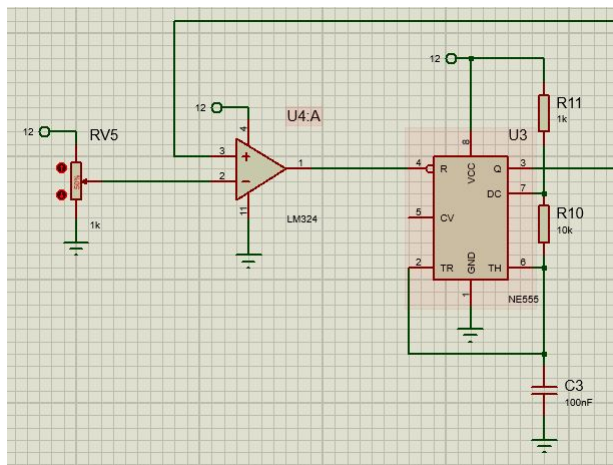 12
12
U4:A
12
R11
1k
RV5
4
U3
3
+
1
4
R
8
VCC
Q
3
50%
2
−
DC
7
R10
10k
LM324
5
CV
1k
11
2
TR
GND
TH
6
1
NE555
C3
100nF